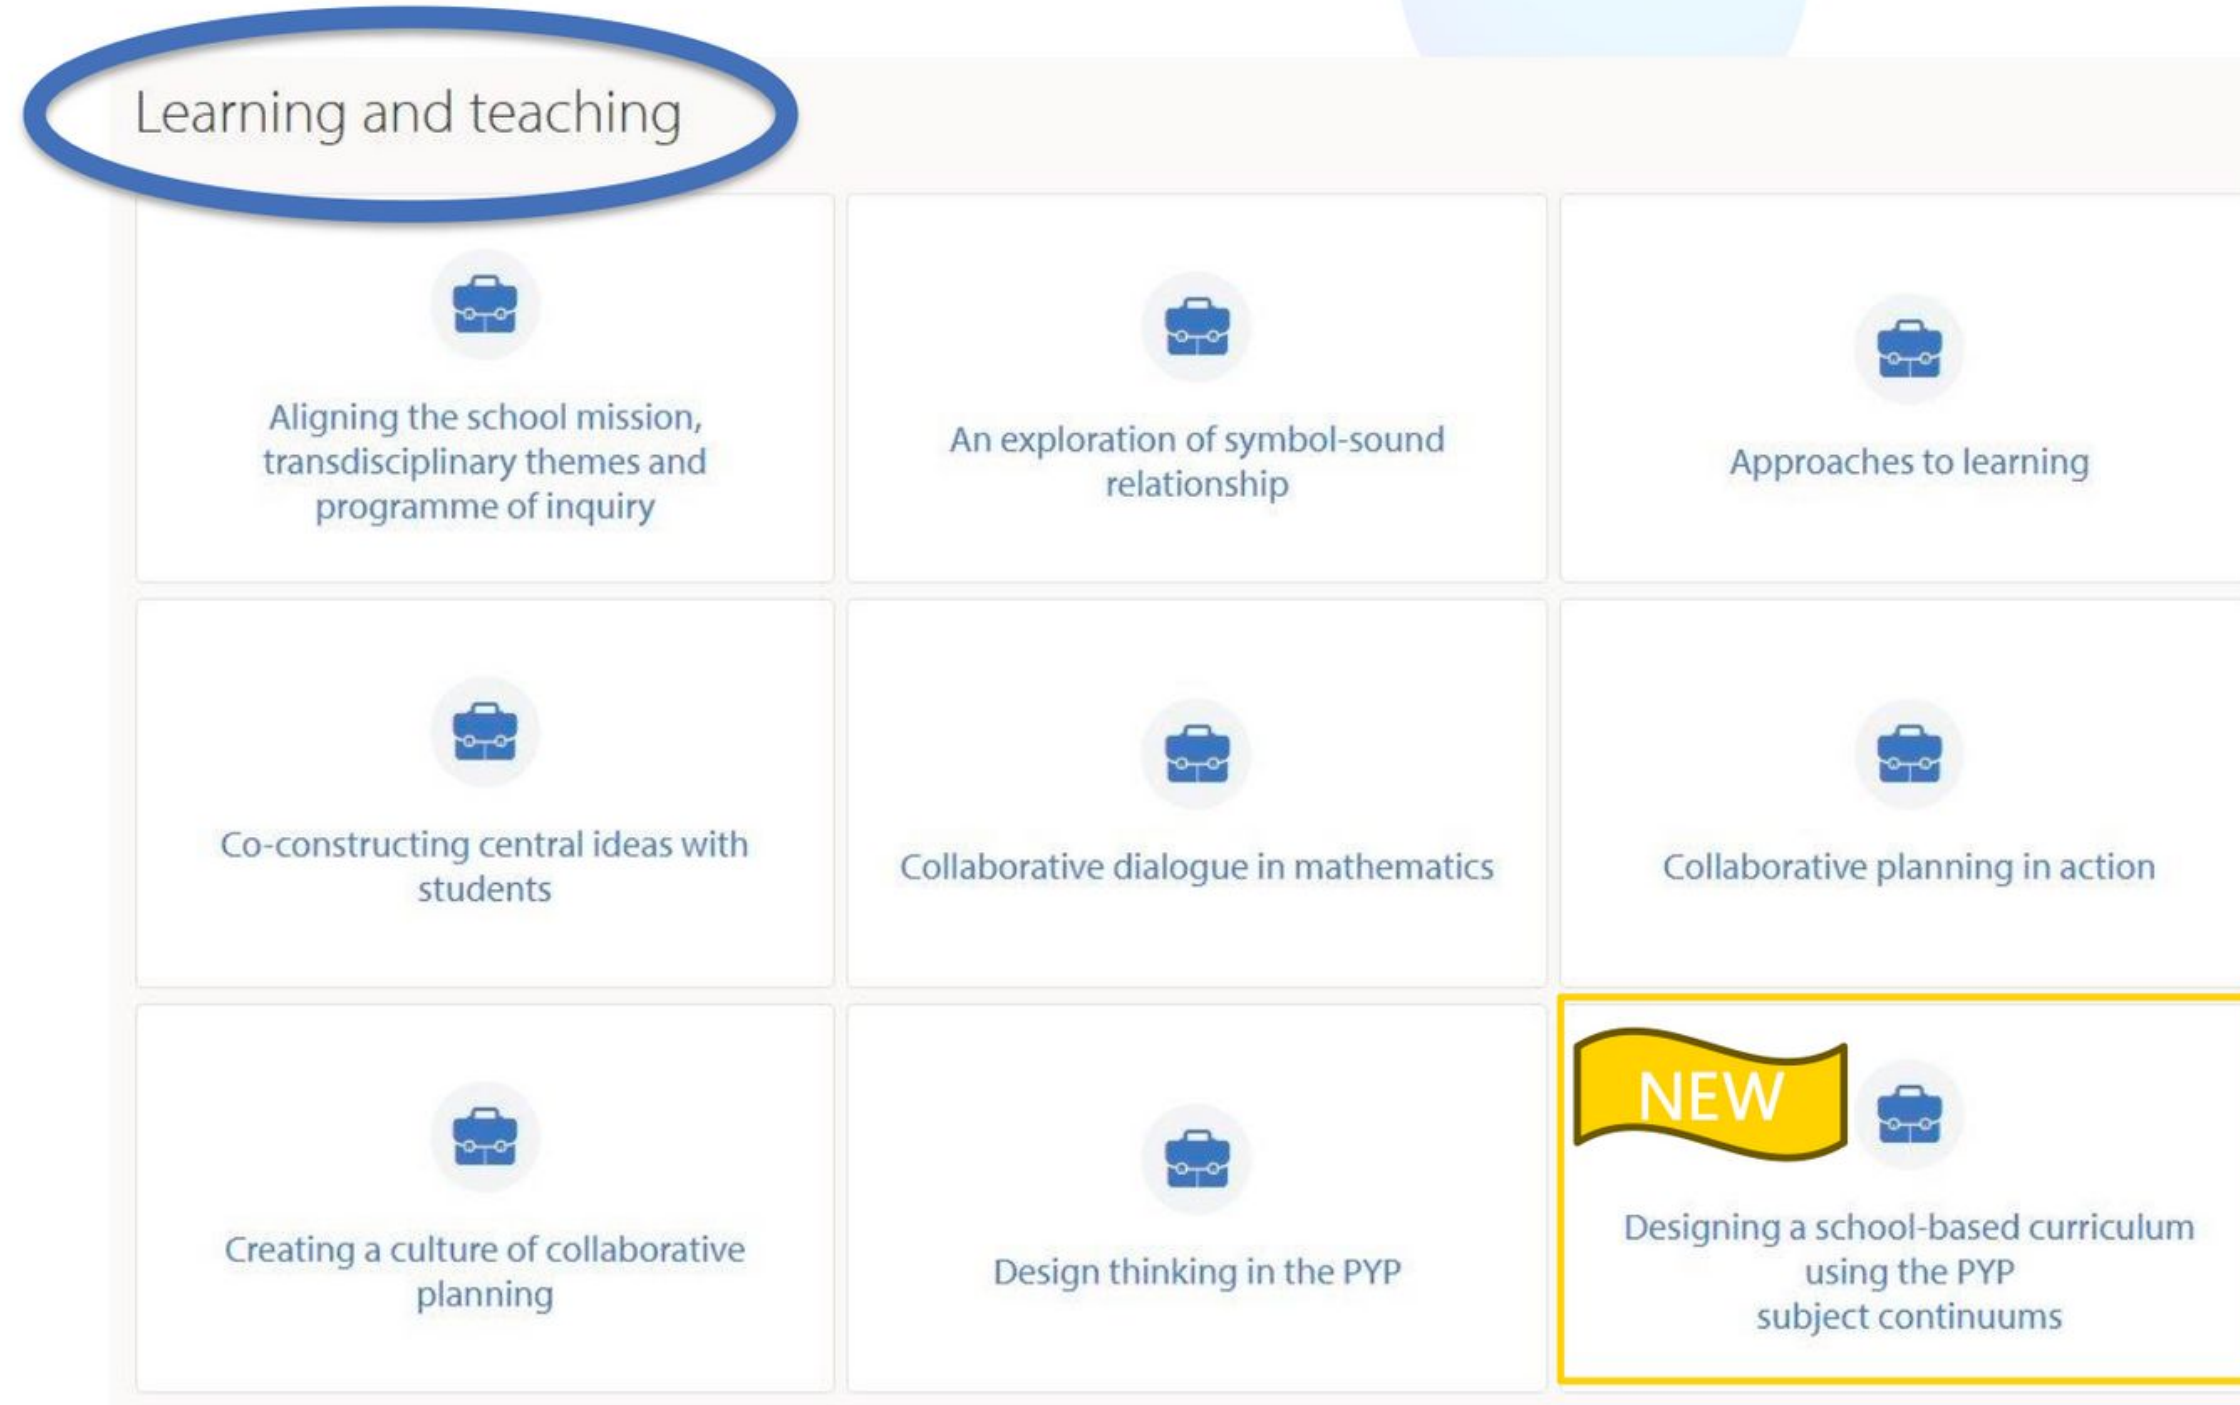 Learning and teaching
Aligning the school mission,
transdisciplinary themes and
programme of inquiry
An exploration of symbol-sound
relationship
Approaches to learning
Co-constructing central ideas with
students
Collaborative dialogue in mathematics
Collaborative planning in action
Creating a culture of collaborative
planning
Design thinking in the PYP
NEW
Designing a school-based curriculum
using the PYP
subject continuums